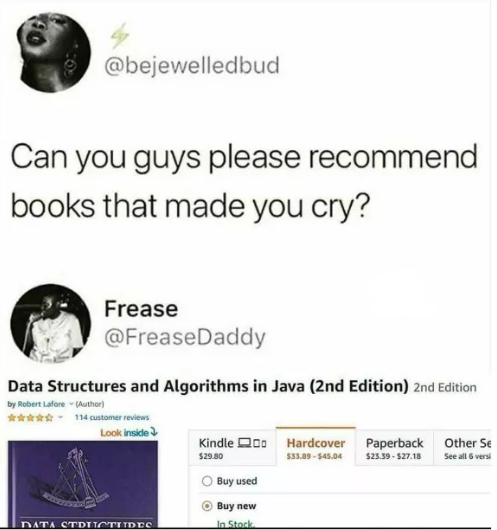 @bejewelledbud
Can you guys please recommend
books that made you cry?
Frease
@FreaseDaddy
Data Structures and Algorithms in Java (2nd Edition) 2nd Edition
by Robert Lafore (Author)
114 customer reviews
Look inside
Kindle
$29.80
Hardcover
$33.89 - $45.04
Paperback
$23.39 - $27.18
Other Se
See all 6 versi
Buy used
Buy new
In Stock.
DATA STRUCTURES